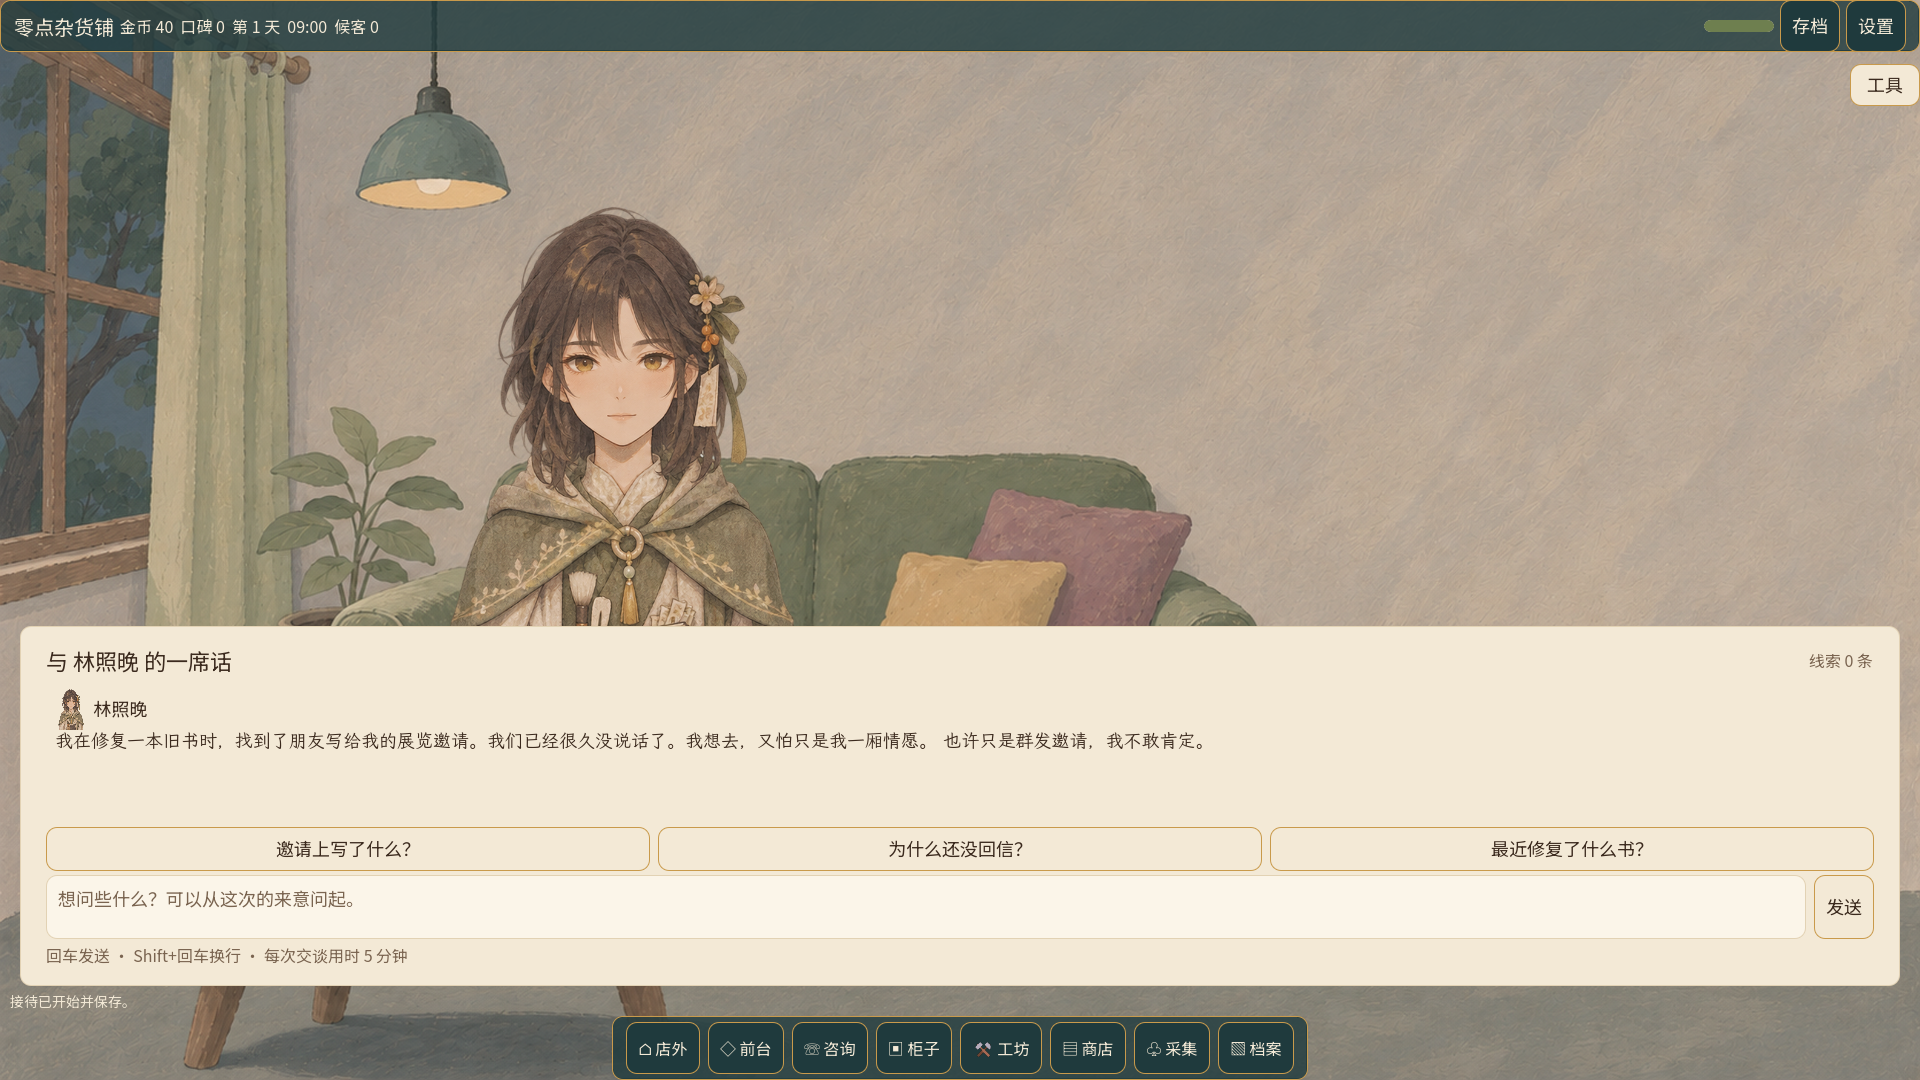 零点杂货铺 金币 40 口碑 0 第 1 天 09:00 候客 0
存档
设置
工具
与 林照晚 的一席话
线索 0 条
林照晚
我在修复一本旧书时，找到了朋友写给我的展览邀请。我们已经很久没说话了。我想去，又怕只是我一厢情愿。 也许只是群发邀请，我不敢肯定。
邀请上写了什么？
为什么还没回信？
最近修复了什么书？
想问些什么？可以从这次的来意问起。
发送
回车发送 · Shift+回车换行 · 每次交谈用时 5 分钟
接待已开始并保存。
店外
前台
咨询
柜子
工坊
商店
采集
档案